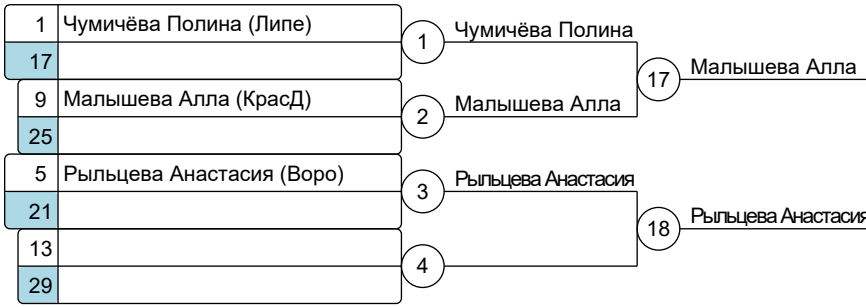 1 Чумичёва Полина (Липе)
17
1 Чумичёва Полина
9 Малышева Алла (КрасД)
25
2 Малышева Алла
17 Малышева Алла
5 Рыльцева Анастасия (Воро)
21
3 Рыльцева Анастасия
13
29
4
18 Рыльцева Анастасия